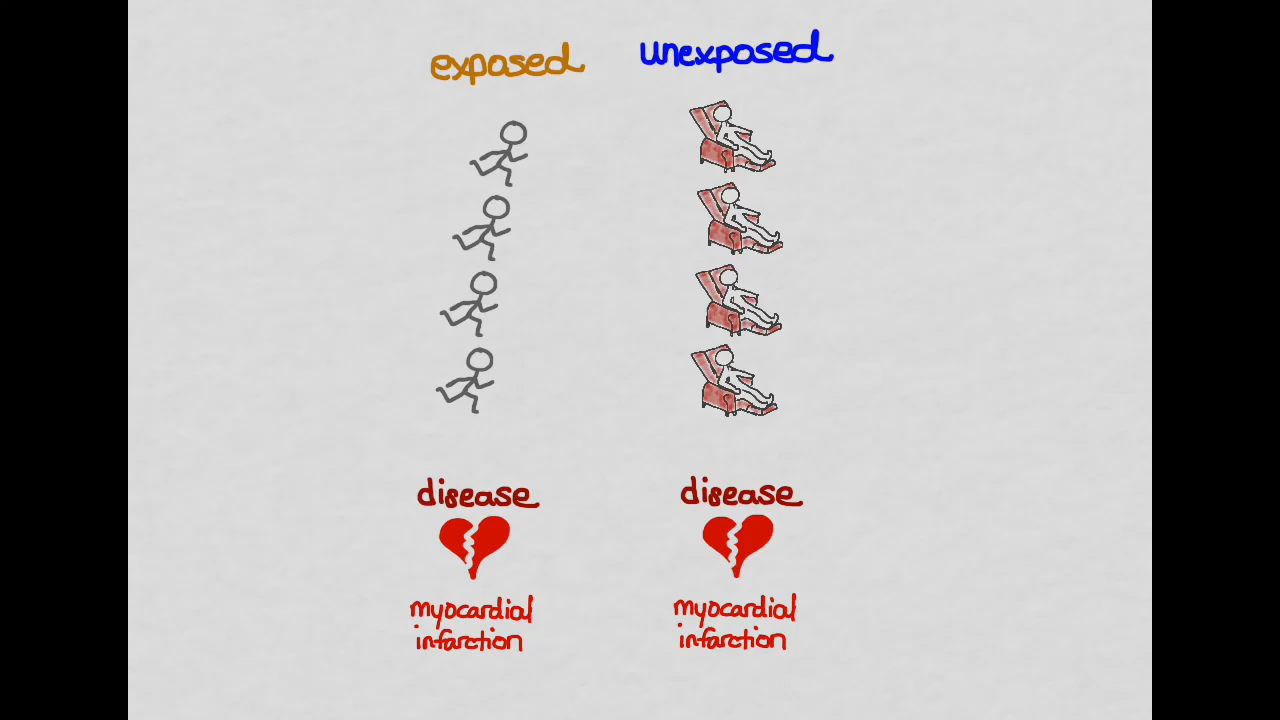 exposed
unexposed
disease
myocardial
infarction
disease
myocardial
infarction